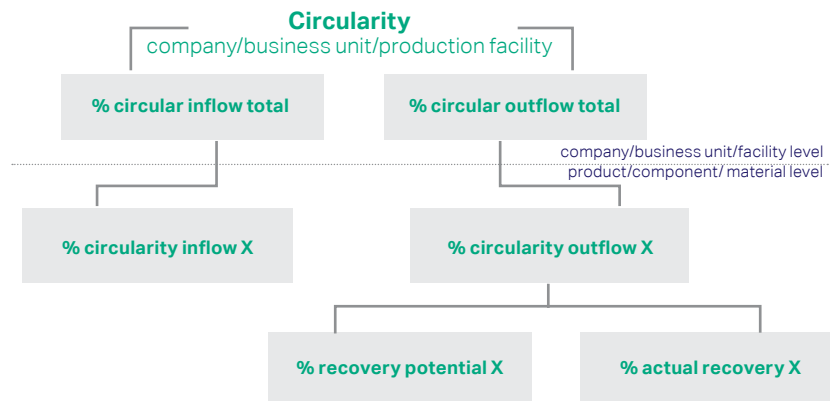 Circularity
company/business unit/production facility
% circular inflow total
% circular outflow total
company/business unit/facility level
product/component/ material level
% circularity inflow X
% circularity outflow X
% recovery potential X
% actual recovery X